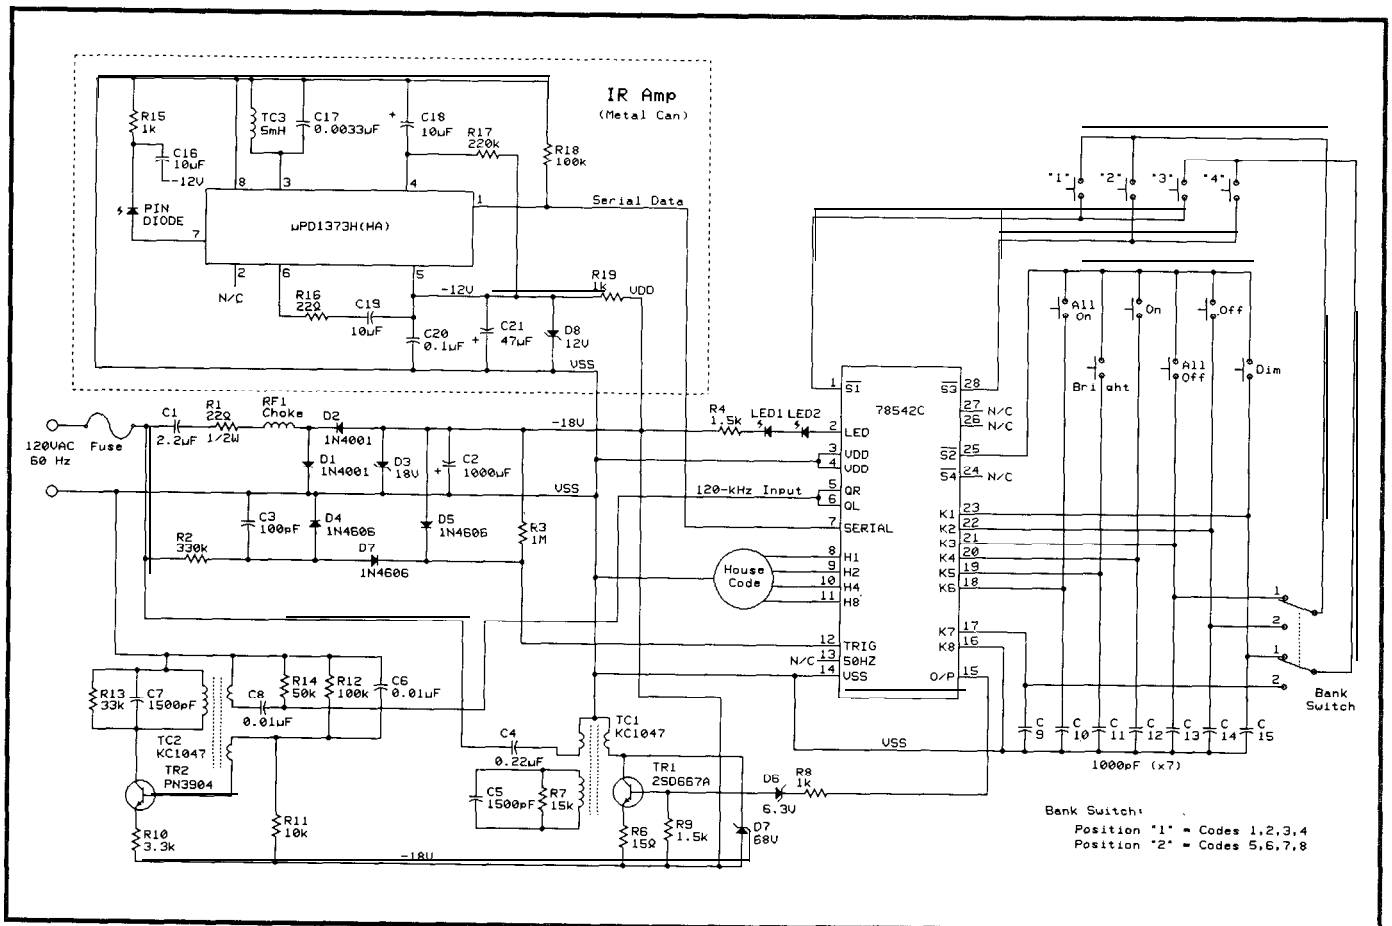 IR Amp
(Metal Can)
R15
1k
C16
10µF
-12V
TC3
5mH
C17
0.0033µF
+
C18
10µF
R17
220k
R18
100k
8
3
4
1
Serial Data
PIN
DIODE
7
µPD1373H(HA)
2
N/C
6
5
R16
22Ω
C19
10µF
-12V
R19
1k
VDD
C20
0.1µF
+
C21
47µF
D8
12V
VSS
"1"
"2"
"3"
"4"
All
On
On
Off
Bright
All
Off
Dim
120VAC
60 Hz
Fuse
C1
2.2µF
R1
22Ω
1/2W
RF1
Choke
D2
1N4001
D1
1N4001
D3
18V
+
C2
1000µF
-18V
VSS
R4
1.5k
LED1
LED2
120-kHz Input
C3
100pF
D4
1N4606
D5
1N4606
R3
1M
R2
330k
D7
1N4606
House
Code
78542C
1 S1
2 LED
3 VDD
4 VDD
5 QR
6 QL
7 SERIAL
8 H1
9 H2
10 H4
11 H8
12 TRIG
N/C 13 50HZ
14 VSS
S3 28
27 N/C
26 N/C
S2 25
S4 24 N/C
K1 23
K2 22
K3 21
K4 20
K5 19
K6 18
K7 17
K8 16
O/P 15
1
2
1
2
Bank
Switch
R13
33k
C7
1500pF
C8
0.01µF
R14
50k
R12
100k
C6
0.01µF
TC2
KC1047
TR2
PN3904
R10
3.3k
R11
10k
-18V
C4
0.22µF
TC1
KC1047
C5
1500pF
R7
15k
TR1
2SD667A
R6
15Ω
R9
1.5k
D6
6.3V
R8
1k
D7
68V
VSS
C
9
C
10
C
11
C
12
C
13
C
14
C
15
1000pF (x7)
Bank Switch:
Position "1" = Codes 1,2,3,4
Position "2" = Codes 5,6,7,8